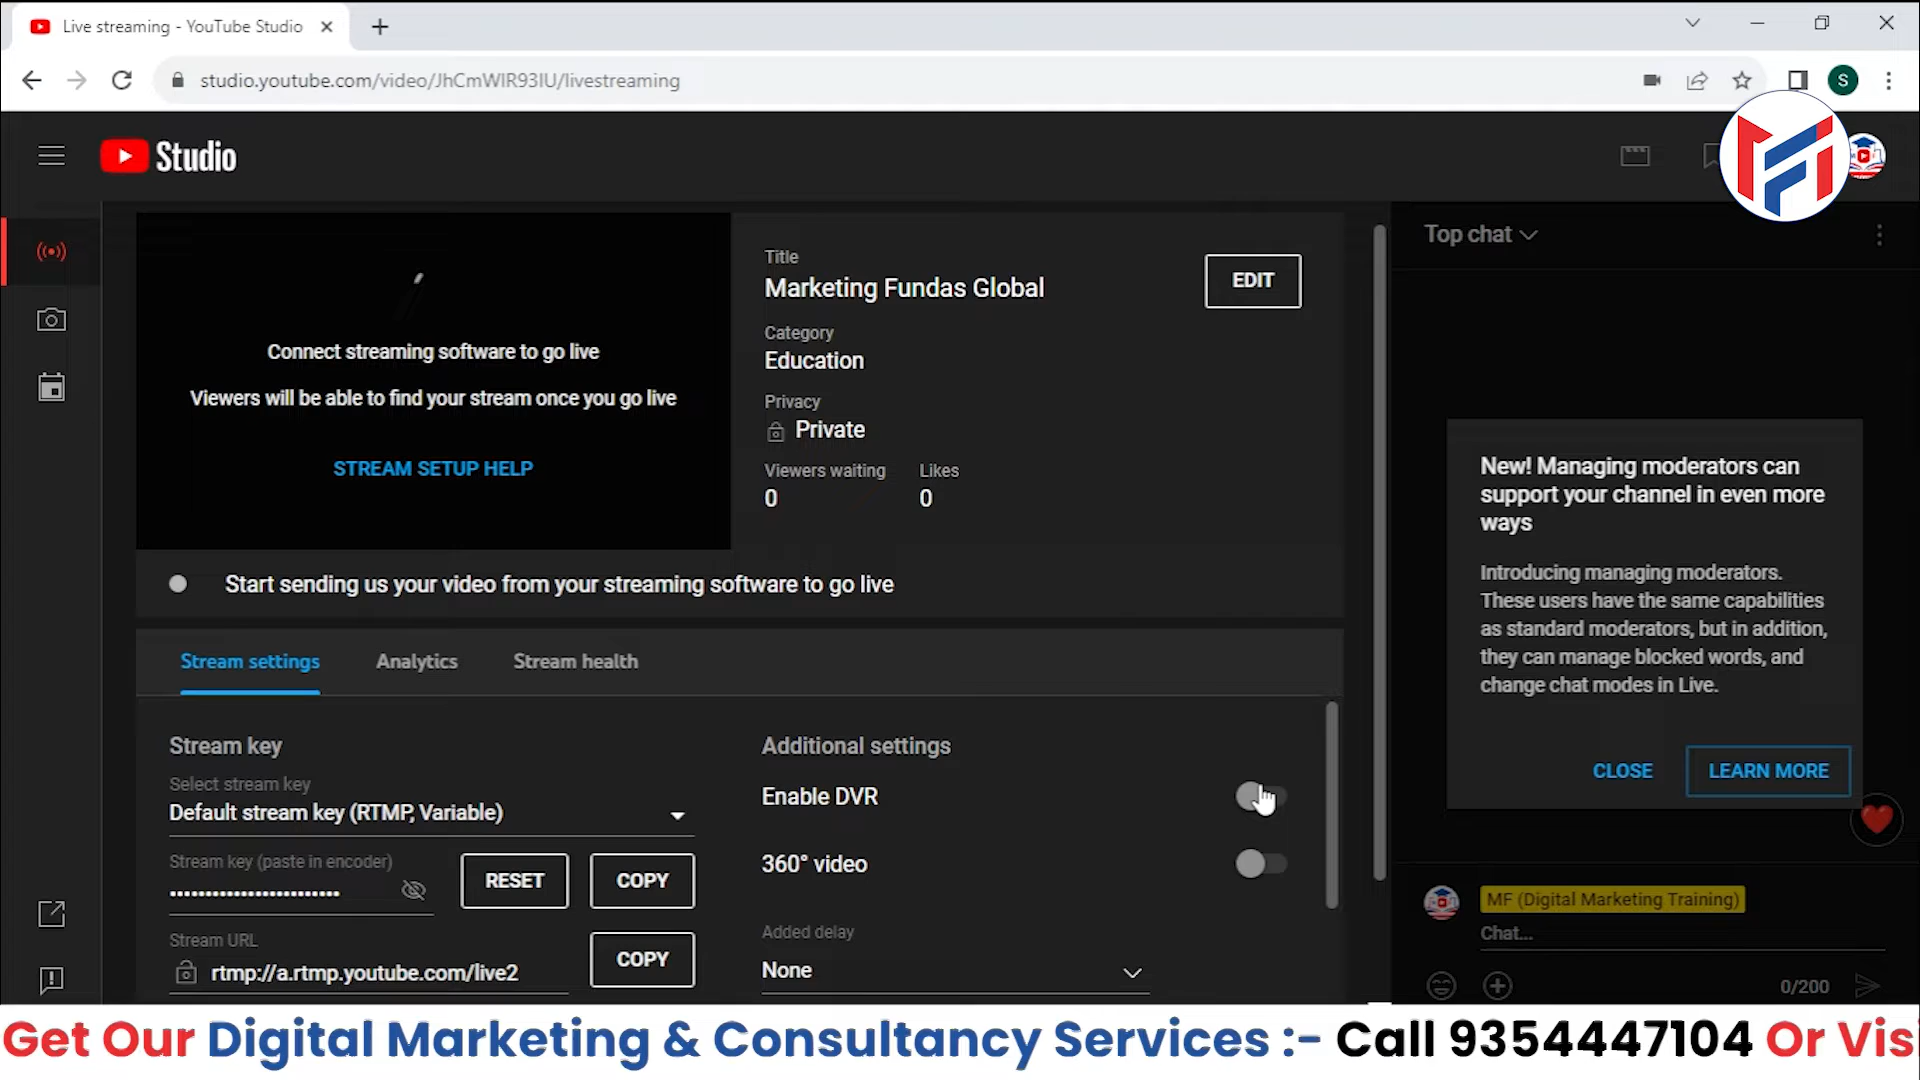 Live streaming - YouTube Studio
studio.youtube.com/video/JhCmWlR93lU/livestreaming
S
Studio
Connect streaming software to go live
Viewers will be able to find your stream once you go live
STREAM SETUP HELP
Title
Marketing Fundas Global
EDIT
Category
Education
Privacy
Private
Viewers waiting Likes
0 0
Start sending us your video from your streaming software to go live
Stream settings Analytics Stream health
Stream key
Select stream key
Default stream key (RTMP, Variable)
Stream key (paste in encoder)
RESET COPY
Stream URL
rtmp://a.rtmp.youtube.com/live2
COPY
Additional settings
Enable DVR
360° video
Added delay
None
Top chat
New! Managing moderators can
support your channel in even more
ways
Introducing managing moderators.
These users have the same capabilities
as standard moderators, but in addition,
they can manage blocked words, and
change chat modes in Live.
CLOSE LEARN MORE
MF (Digital Marketing Training)
Chat...
0/200
Get Our Digital Marketing & Consultancy Services :- Call 9354447104 Or Vis